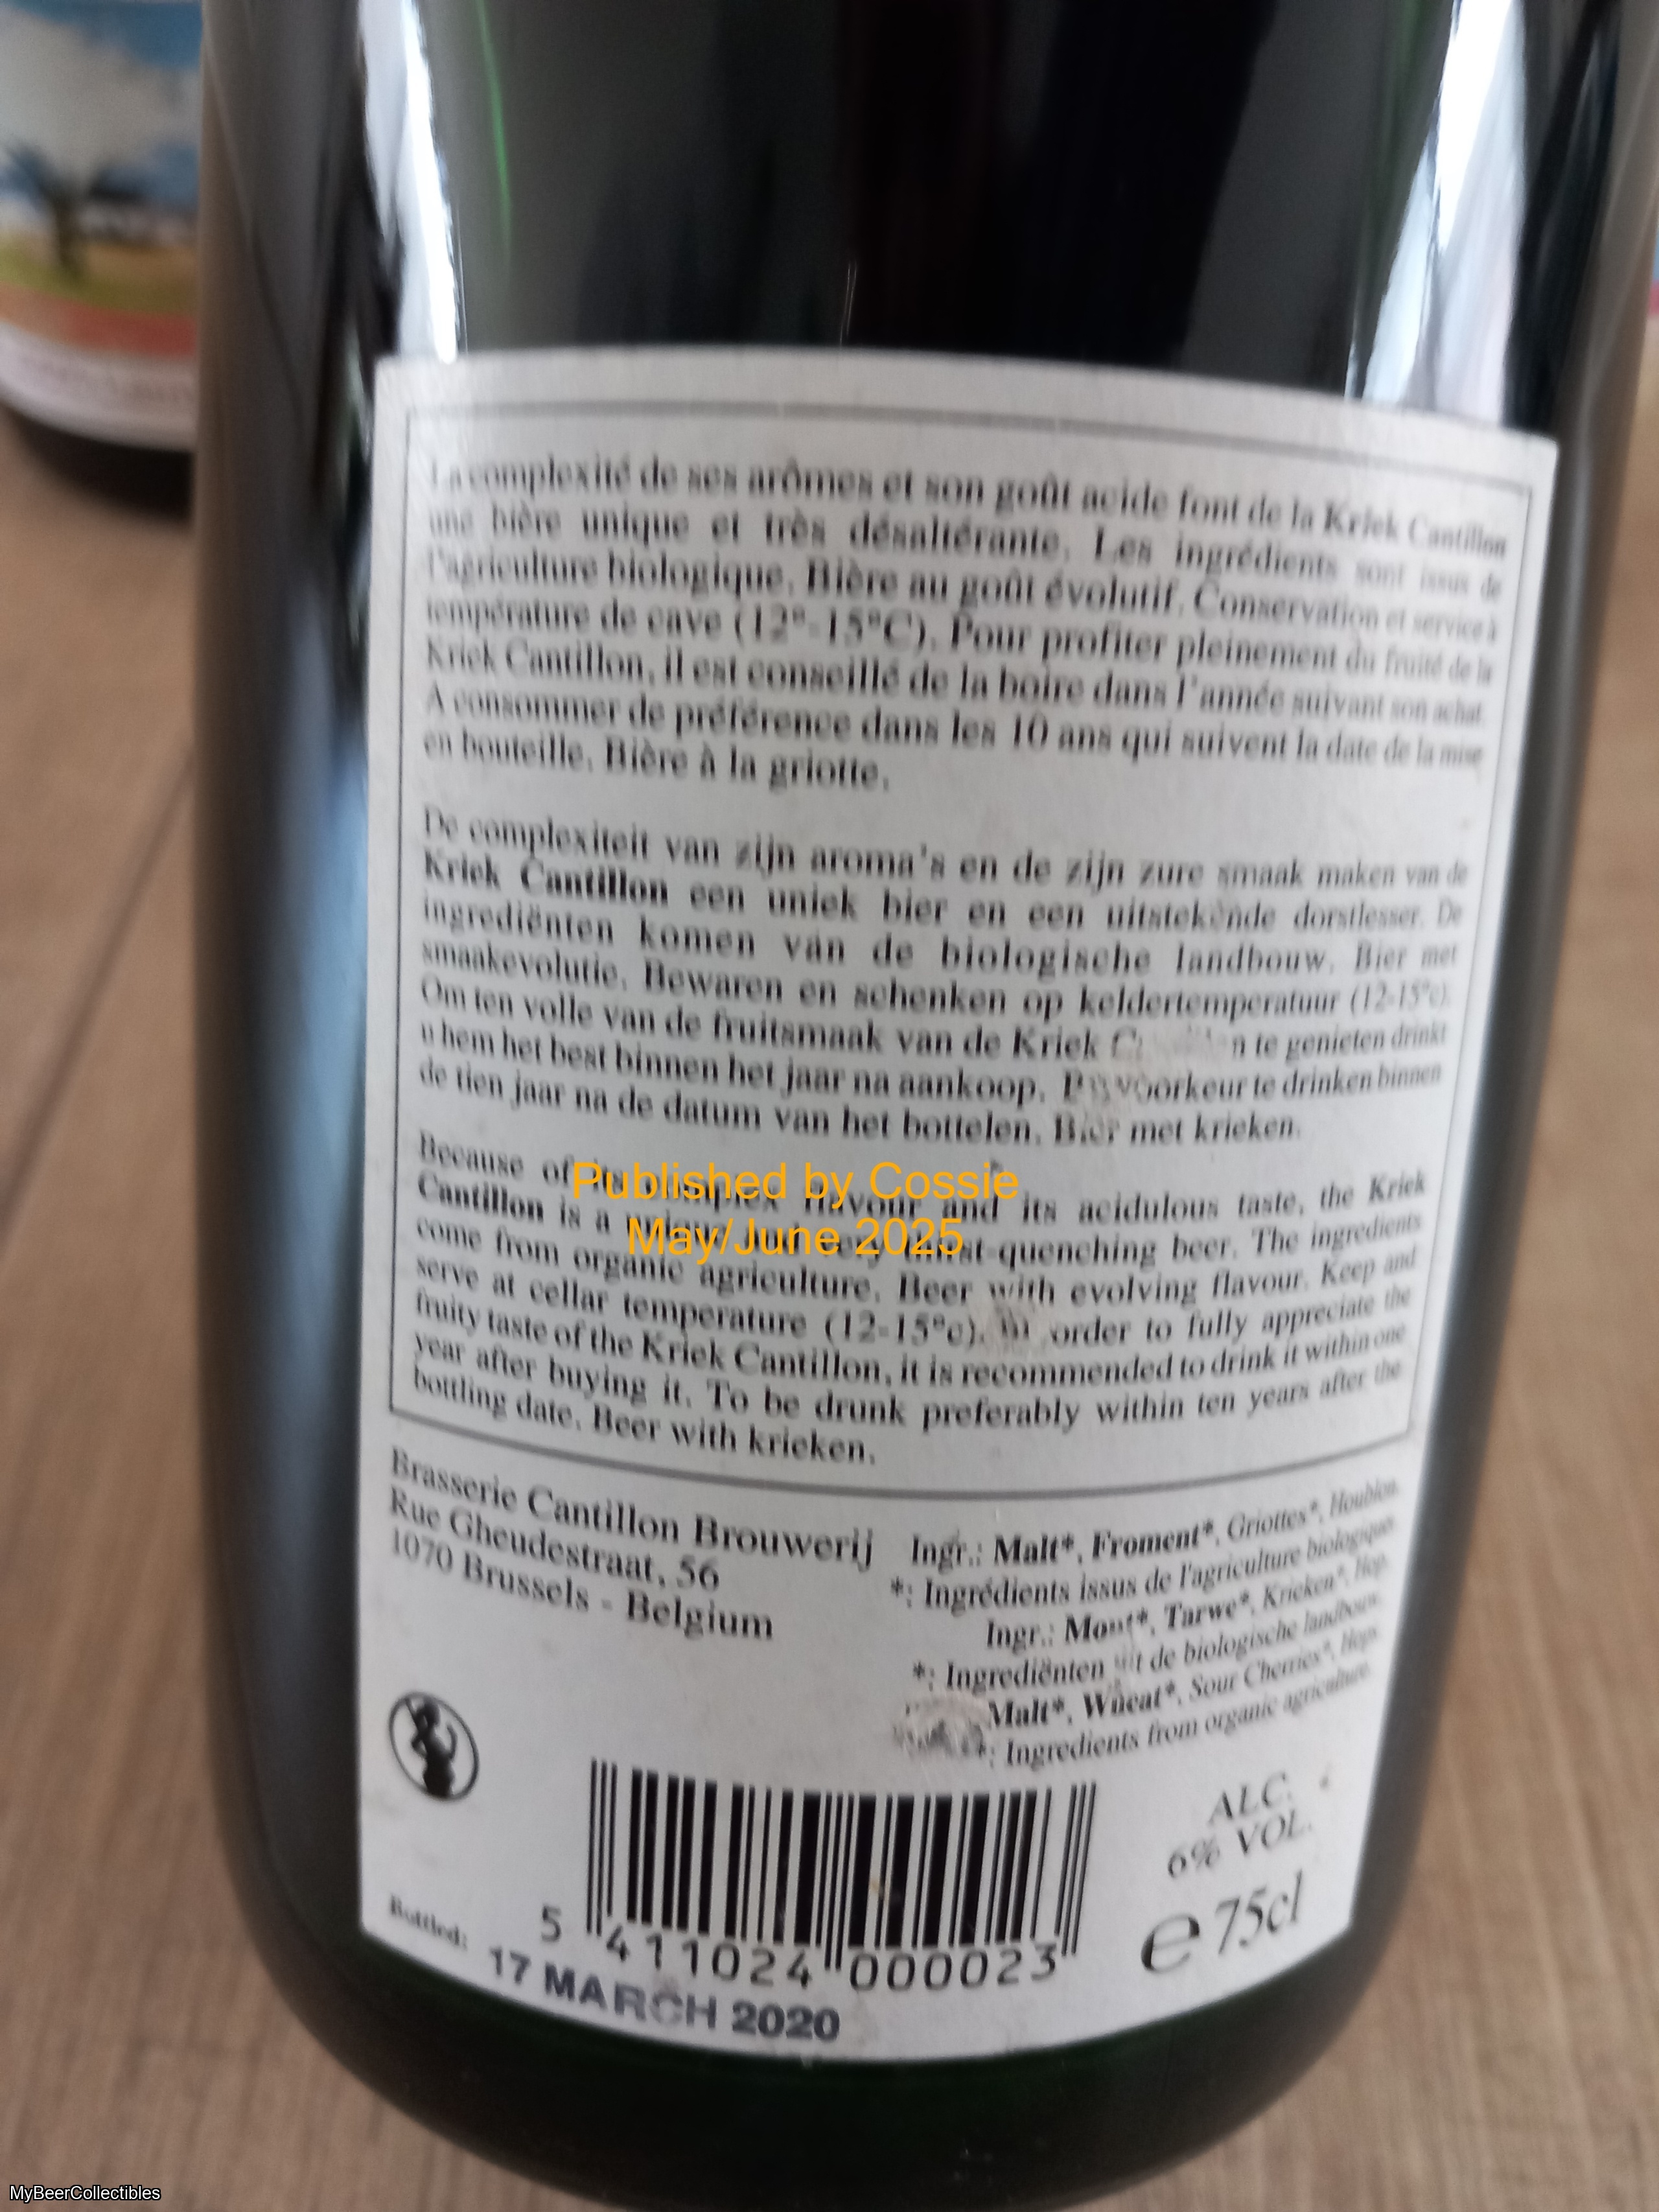 La complexité de ses arômes et son goût acide font de la Kriek Cantillon
une bière unique et très désaltérante. Les ingrédients sont issus de
l'agriculture biologique. Bière au goût évolutif. Conservation et service à
température de cave (12°-15°C). Pour profiter pleinement du fruité de la
Kriek Cantillon, il est conseillé de la boire dans l'année suivant son achat.
A consommer de préférence dans les 10 ans qui suivent la date de la mise
en bouteille. Bière à la griotte.
De complexiteit van zijn aroma's en de zijn zure smaak maken van de
Kriek Cantillon een uniek bier en een uitstekende dorstlesser. De
ingrediënten komen van de biologische landbouw. Bier met
smaakevolutie. Bewaren en schenken op keldertemperatuur (12-15°c).
Om ten volle van de fruitsmaak van de Kriek te genieten drinkt
u hem het best binnen het jaar na aankoop. voorkeur te drinken binnen
de tien jaar na de datum van het bottelen. Bier met krieken.
Because of its complex flavour and its acidulous taste, the Kriek
Cantillon is a very thirst-quenching beer. The ingredients
come from organic agriculture. Beer with evolving flavour. Keep and
serve at cellar temperature (12-15°c). In order to fully appreciate the
fruity taste of the Kriek Cantillon, it is recommended to drink it within one
year after buying it. To be drunk preferably within ten years after the
bottling date. Beer with krieken.
Published by Cossie
May/June 2025
Brasserie Cantillon Brouwerij
Rue Gheudestraat, 56
1070 Brussels - Belgium
Ingr.: Malt*, Froment*, Griottes*, Houblon.
*: Ingrédients issus de l'agriculture biologique.
Ingr.: Mout*, Tarwe*, Krieken*, Hop.
*: Ingrediënten uit de biologische landbouw.
Malt*, Wheat*, Sour Cherries*, Hops.
*: Ingredients from organic agriculture.
ALC.
6% VOL.
e 75cl
5 411024 000023
Bottled: 17 MARCH 2020
MyBeerCollectibles